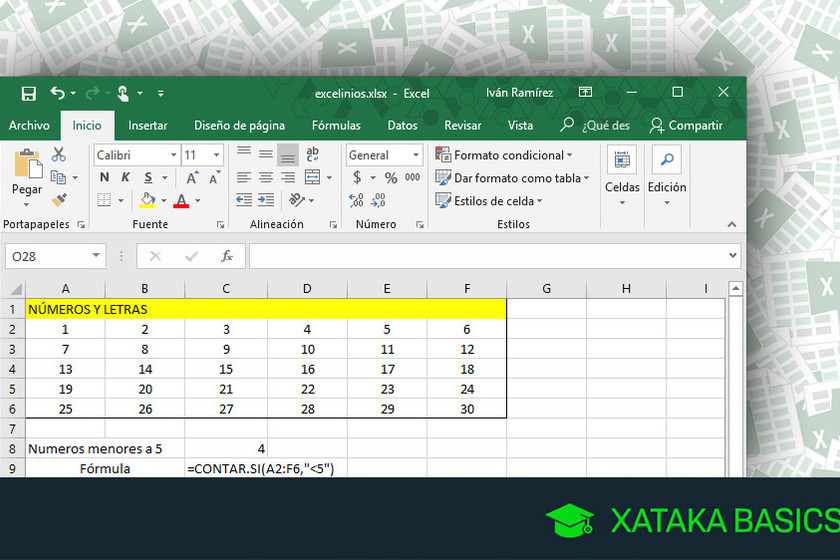 excelinios.xlsx - Excel
Iván Ramírez
Archivo Inicio Insertar Diseño de página Fórmulas Datos Revisar Vista ¿Qué des Compartir
Calibri 11 General Formato condicional
Pegar N K S $ % 000 Dar formato como tabla Celdas Edición
Estilos de celda
Portapapeles Fuente Alineación Número Estilos
O28 fx
A B C D E F G H I
1 NÚMEROS Y LETRAS
2 1 2 3 4 5 6
3 7 8 9 10 11 12
4 13 14 15 16 17 18
5 19 20 21 22 23 24
6 25 26 27 28 29 30
7
8 Numeros menores a 5 4
9 Fórmula =CONTAR.SI(A2:F6,"<5")
XATAKA BASICS